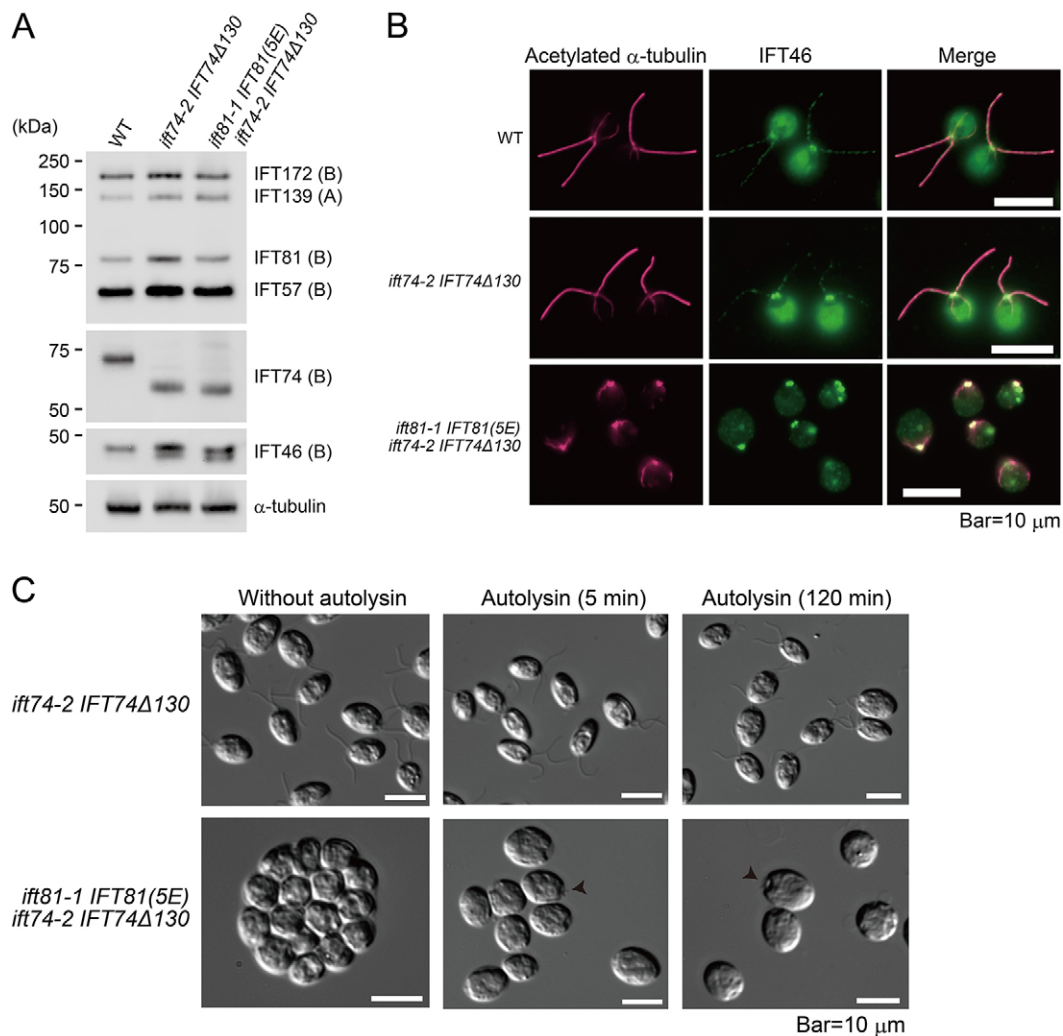 A
(kDa)
WT
ift74-2 IFT74Δ130
ift81-1 IFT81(5E)
ift74-2 IFT74Δ130
250
150
100
75
IFT172 (B)
IFT139 (A)
IFT81 (B)
IFT57 (B)
75
50
IFT74 (B)
50
IFT46 (B)
50
α-tubulin
B
Acetylated α-tubulin
IFT46
Merge
WT
ift74-2 IFT74Δ130
ift81-1 IFT81(5E)
ift74-2 IFT74Δ130
Bar=10 μm
C
Without autolysin
Autolysin (5 min)
Autolysin (120 min)
ift74-2 IFT74Δ130
ift81-1 IFT81(5E)
ift74-2 IFT74Δ130
Bar=10 μm